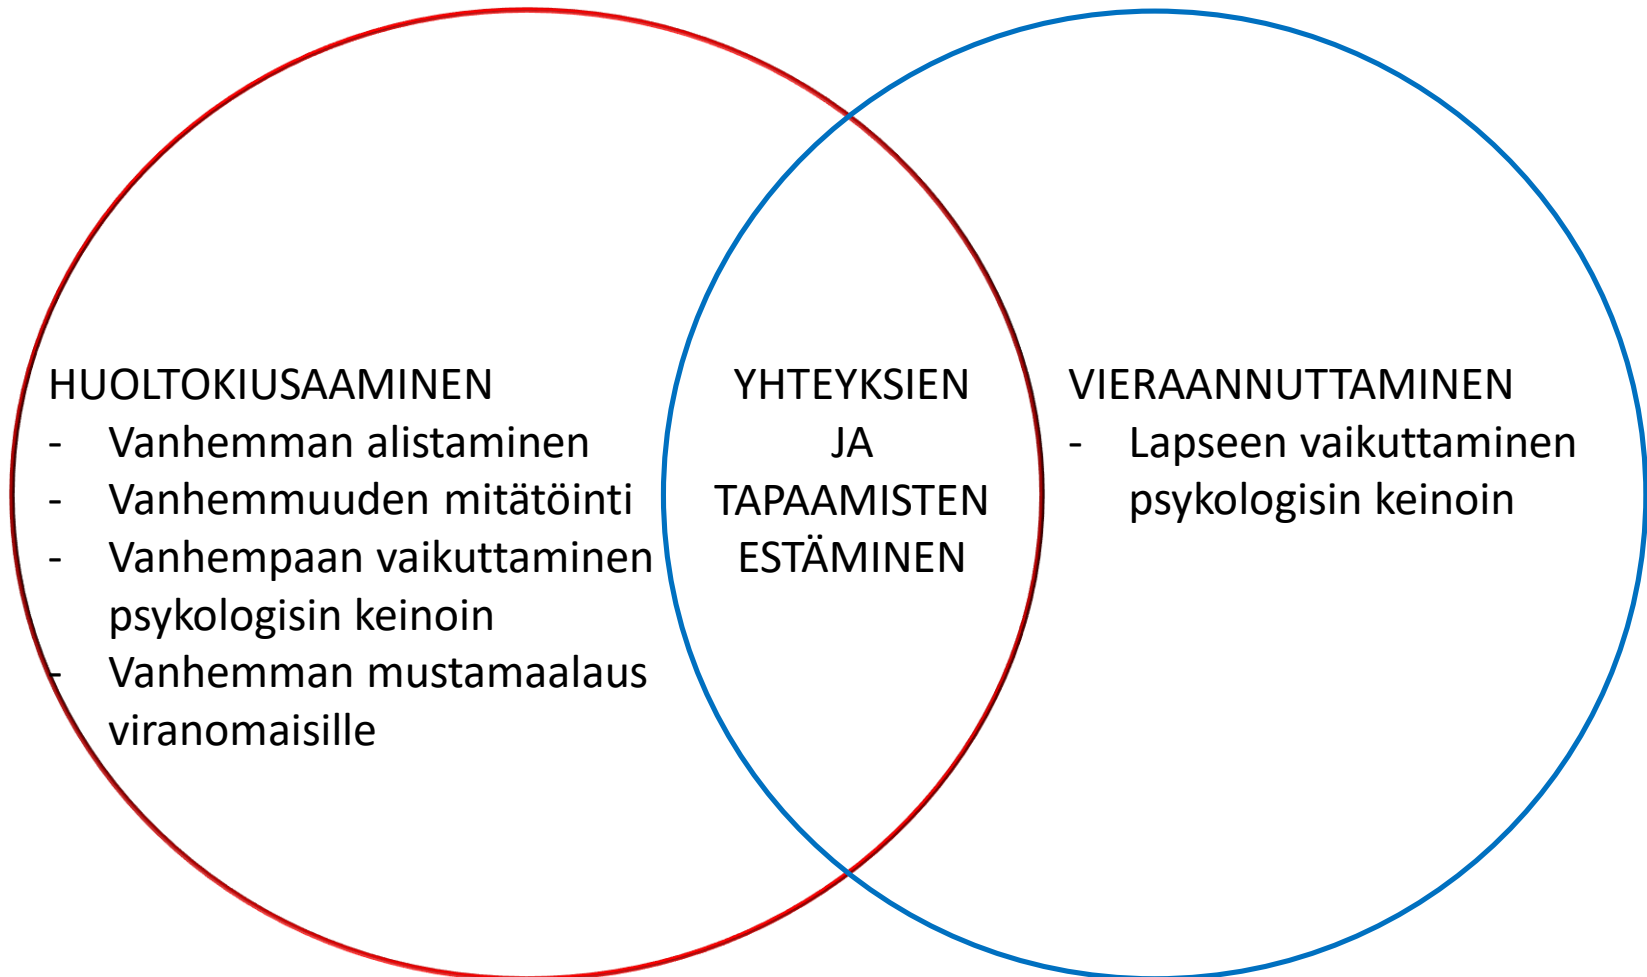 HUOLTOKIUSAAMINEN
- Vanhemman alistaminen
- Vanhemmuuden mitätöinti
- Vanhempaan vaikuttaminen
psykologisin keinoin
- Vanhemman mustamaalaus
viranomaisille
YHTEYKSIEN
JA
TAPAAMISTEN
ESTÄMINEN
VIERAANNUTTAMINEN
- Lapseen vaikuttaminen
psykologisin keinoin